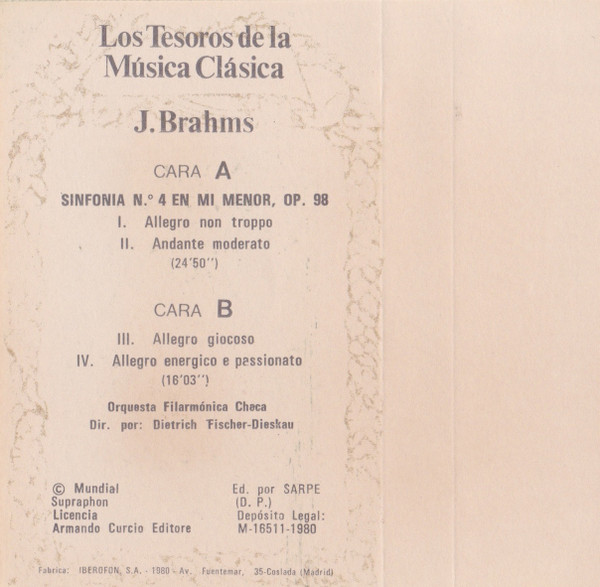 Los Tesoros de la
Música Clásica
J. Brahms
CARA A
SINFONIA N.º 4 EN MI MENOR, OP. 98
I. Allegro non troppo
II. Andante moderato
(24'50'')
CARA B
III. Allegro giocoso
IV. Allegro energico e passionato
(16'03'')
Orquesta Filarmónica Checa
Dir. por: Dietrich Fischer-Dieskau
© Mundial
Supraphon
Licencia
Armando Curcio Editore
Ed. por SARPE
(D. P.)
Depósito Legal:
M-16511-1980
Fabrica: IBEROFON, S.A. - 1980 - Av. Fuentemar, 35-Coslada (Madrid)